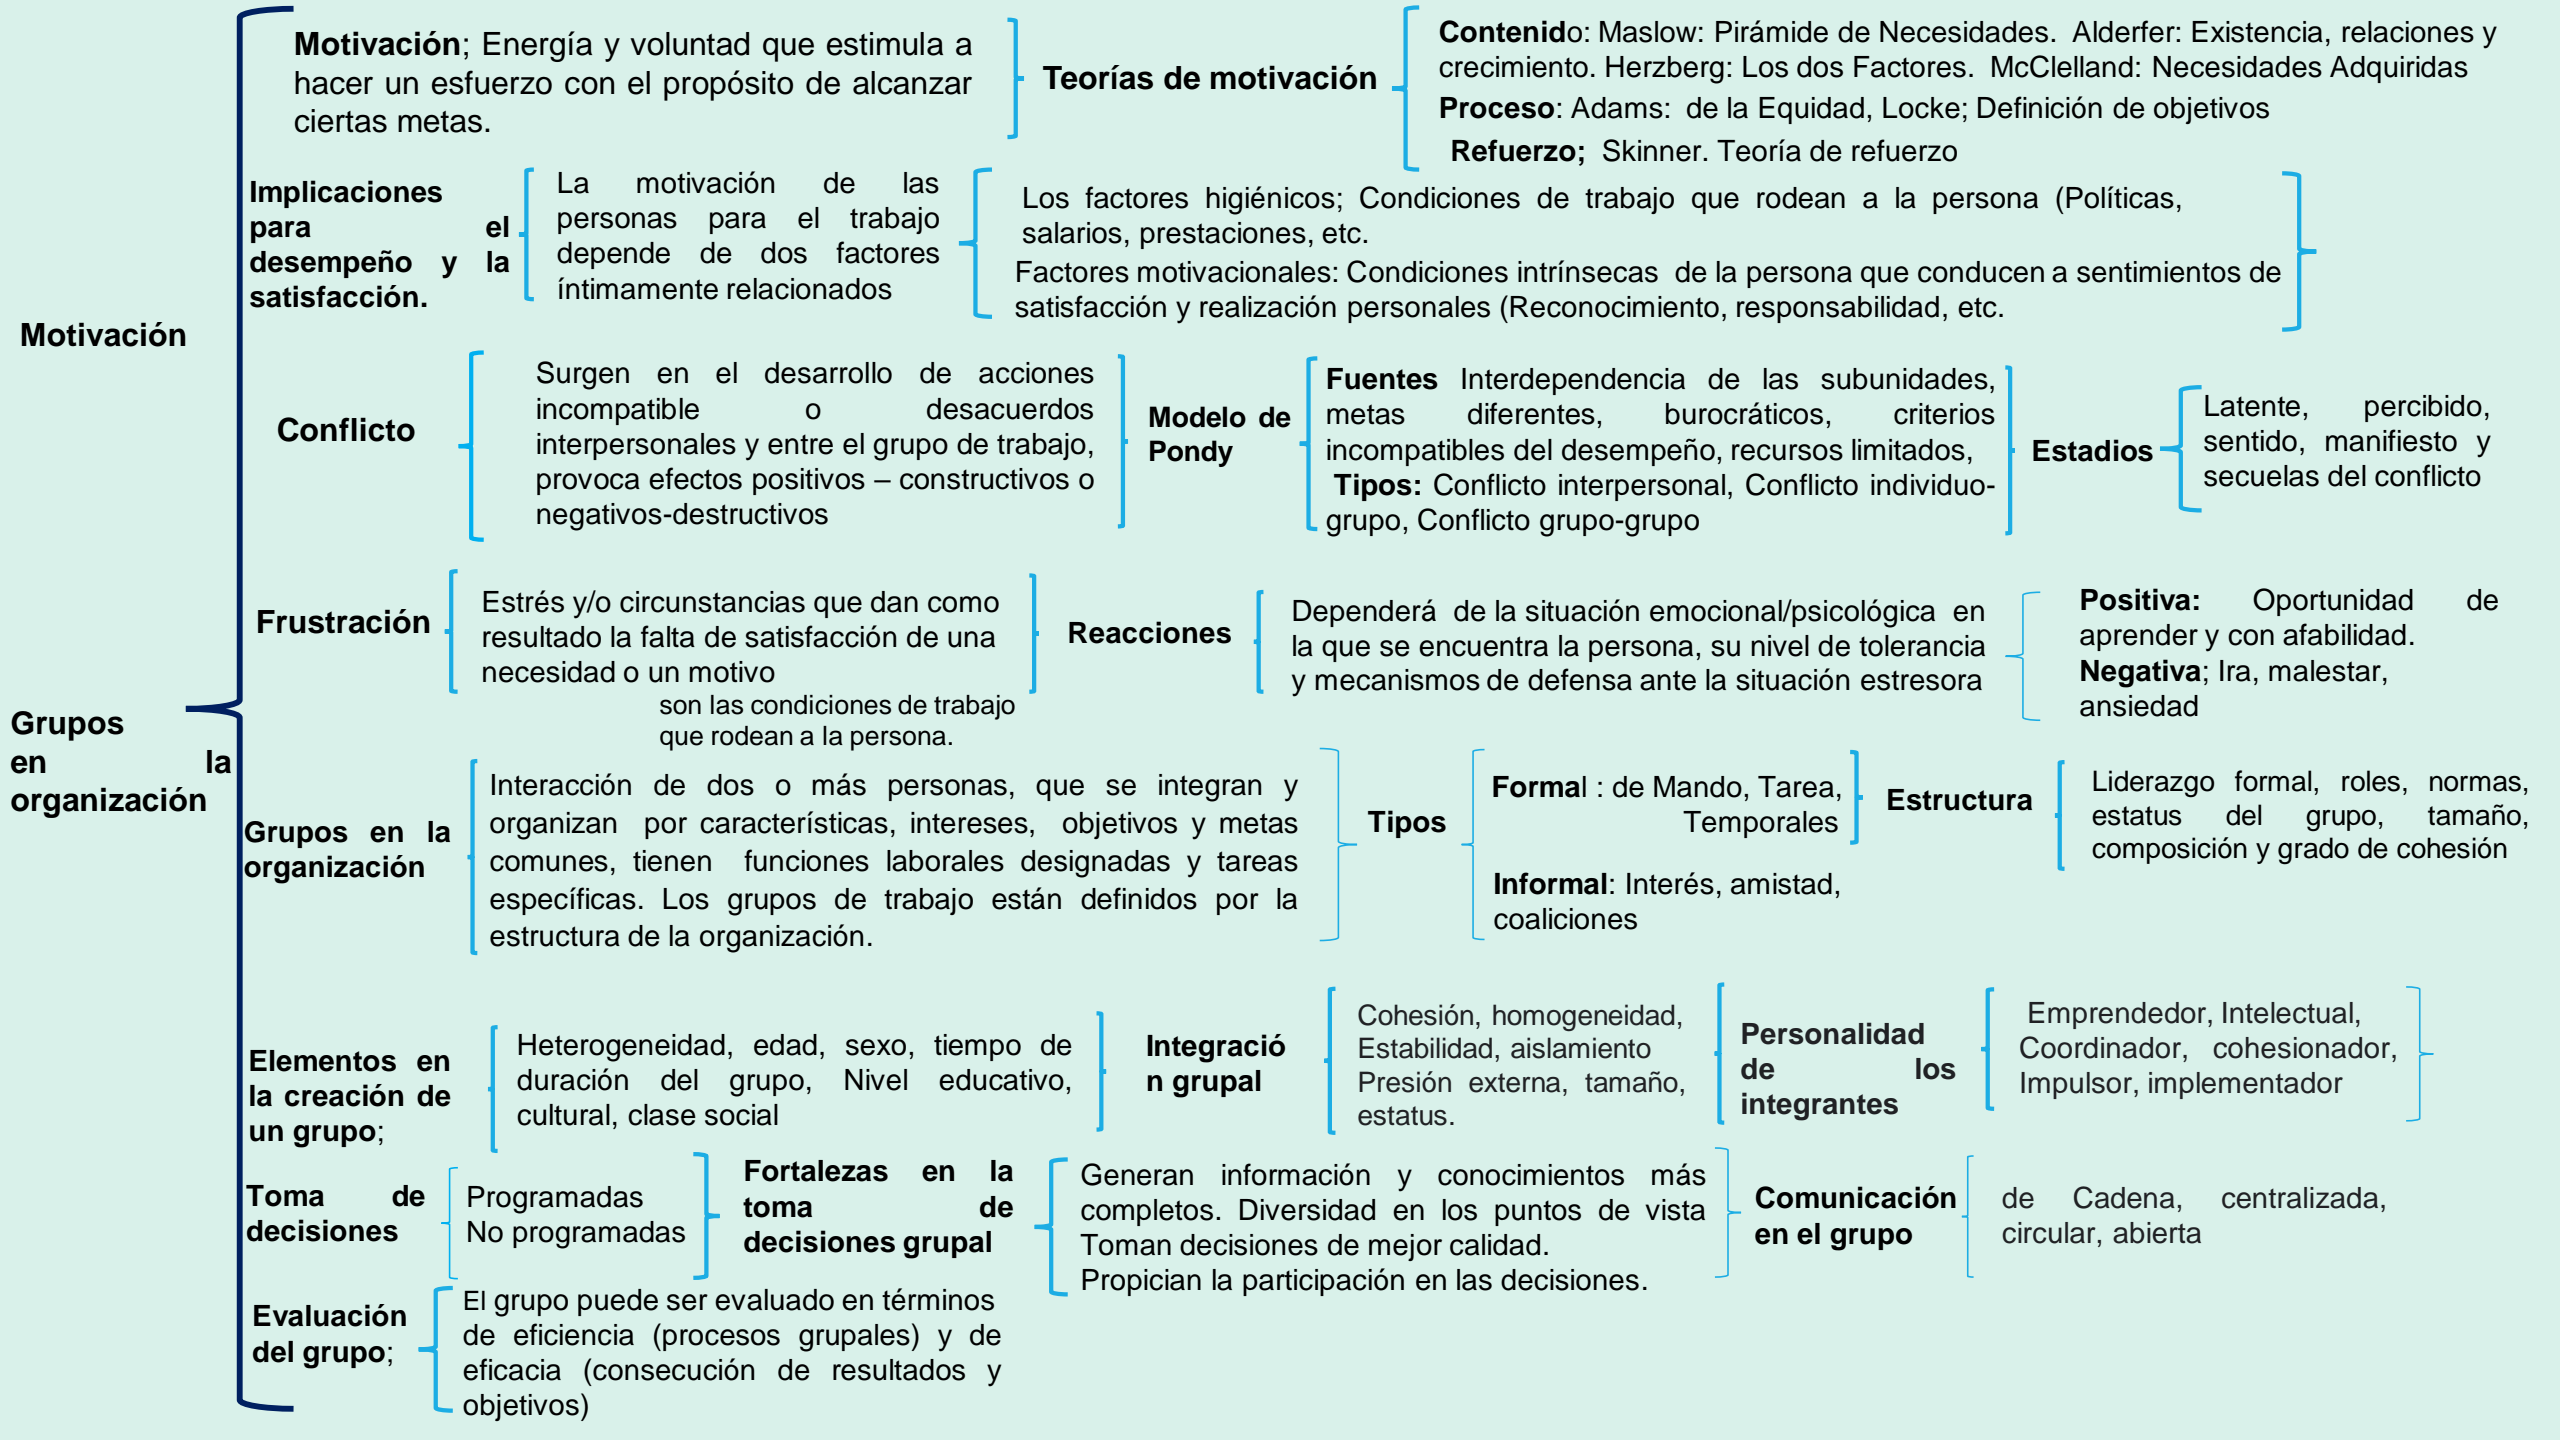 Motivación
Grupos
en la
organización
Motivación; Energía y voluntad que estimula a
hacer un esfuerzo con el propósito de alcanzar
ciertas metas.
Teorías de motivación
Contenido: Maslow: Pirámide de Necesidades. Alderfer: Existencia, relaciones y
crecimiento. Herzberg: Los dos Factores. McClelland: Necesidades Adquiridas
Proceso: Adams: de la Equidad, Locke; Definición de objetivos
Refuerzo; Skinner. Teoría de refuerzo
Implicaciones
para el
desempeño y la
satisfacción.
La motivación de las
personas para el trabajo
depende de dos factores
íntimamente relacionados
Los factores higiénicos; Condiciones de trabajo que rodean a la persona (Políticas,
salarios, prestaciones, etc.
Factores motivacionales: Condiciones intrínsecas de la persona que conducen a sentimientos de
satisfacción y realización personales (Reconocimiento, responsabilidad, etc.
Conflicto
Surgen en el desarrollo de acciones
incompatible o desacuerdos
interpersonales y entre el grupo de trabajo,
provoca efectos positivos – constructivos o
negativos-destructivos
Modelo de
Pondy
Fuentes Interdependencia de las subunidades,
metas diferentes, burocráticos, criterios
incompatibles del desempeño, recursos limitados,
Tipos: Conflicto interpersonal, Conflicto individuo-
grupo, Conflicto grupo-grupo
Estadios
Latente, percibido,
sentido, manifiesto y
secuelas del conflicto
Frustración
Estrés y/o circunstancias que dan como
resultado la falta de satisfacción de una
necesidad o un motivo
son las condiciones de trabajo
que rodean a la persona.
Reacciones
Dependerá de la situación emocional/psicológica en
la que se encuentra la persona, su nivel de tolerancia
y mecanismos de defensa ante la situación estresora
Positiva: Oportunidad de
aprender y con afabilidad.
Negativa; Ira, malestar,
ansiedad
Grupos en la
organización
Interacción de dos o más personas, que se integran y
organizan por características, intereses, objetivos y metas
comunes, tienen funciones laborales designadas y tareas
específicas. Los grupos de trabajo están definidos por la
estructura de la organización.
Tipos
Formal : de Mando, Tarea,
Temporales
Informal: Interés, amistad,
coaliciones
Estructura
Liderazgo formal, roles, normas,
estatus del grupo, tamaño,
composición y grado de cohesión
Elementos en
la creación de
un grupo;
Heterogeneidad, edad, sexo, tiempo de
duración del grupo, Nivel educativo,
cultural, clase social
Integració
n grupal
Cohesión, homogeneidad,
Estabilidad, aislamiento
Presión externa, tamaño,
estatus.
Personalidad
de los
integrantes
Emprendedor, Intelectual,
Coordinador, cohesionador,
Impulsor, implementador
Toma de
decisiones
Programadas
No programadas
Fortalezas en la
toma de
decisiones grupal
Generan información y conocimientos más
completos. Diversidad en los puntos de vista
Toman decisiones de mejor calidad.
Propician la participación en las decisiones.
Comunicación
en el grupo
de Cadena, centralizada,
circular, abierta
Evaluación
del grupo;
El grupo puede ser evaluado en términos
de eficiencia (procesos grupales) y de
eficacia (consecución de resultados y
objetivos)